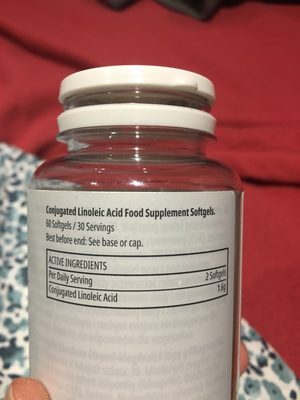 Conjugated Linoleic Acid Food Supplement Softgels.
60 Softgels / 30 Servings
Best before end: See base or cap.
ACTIVE INGREDIENTS
Per Daily Serving 2 Softgels
Conjugated Linoleic Acid 1.6g